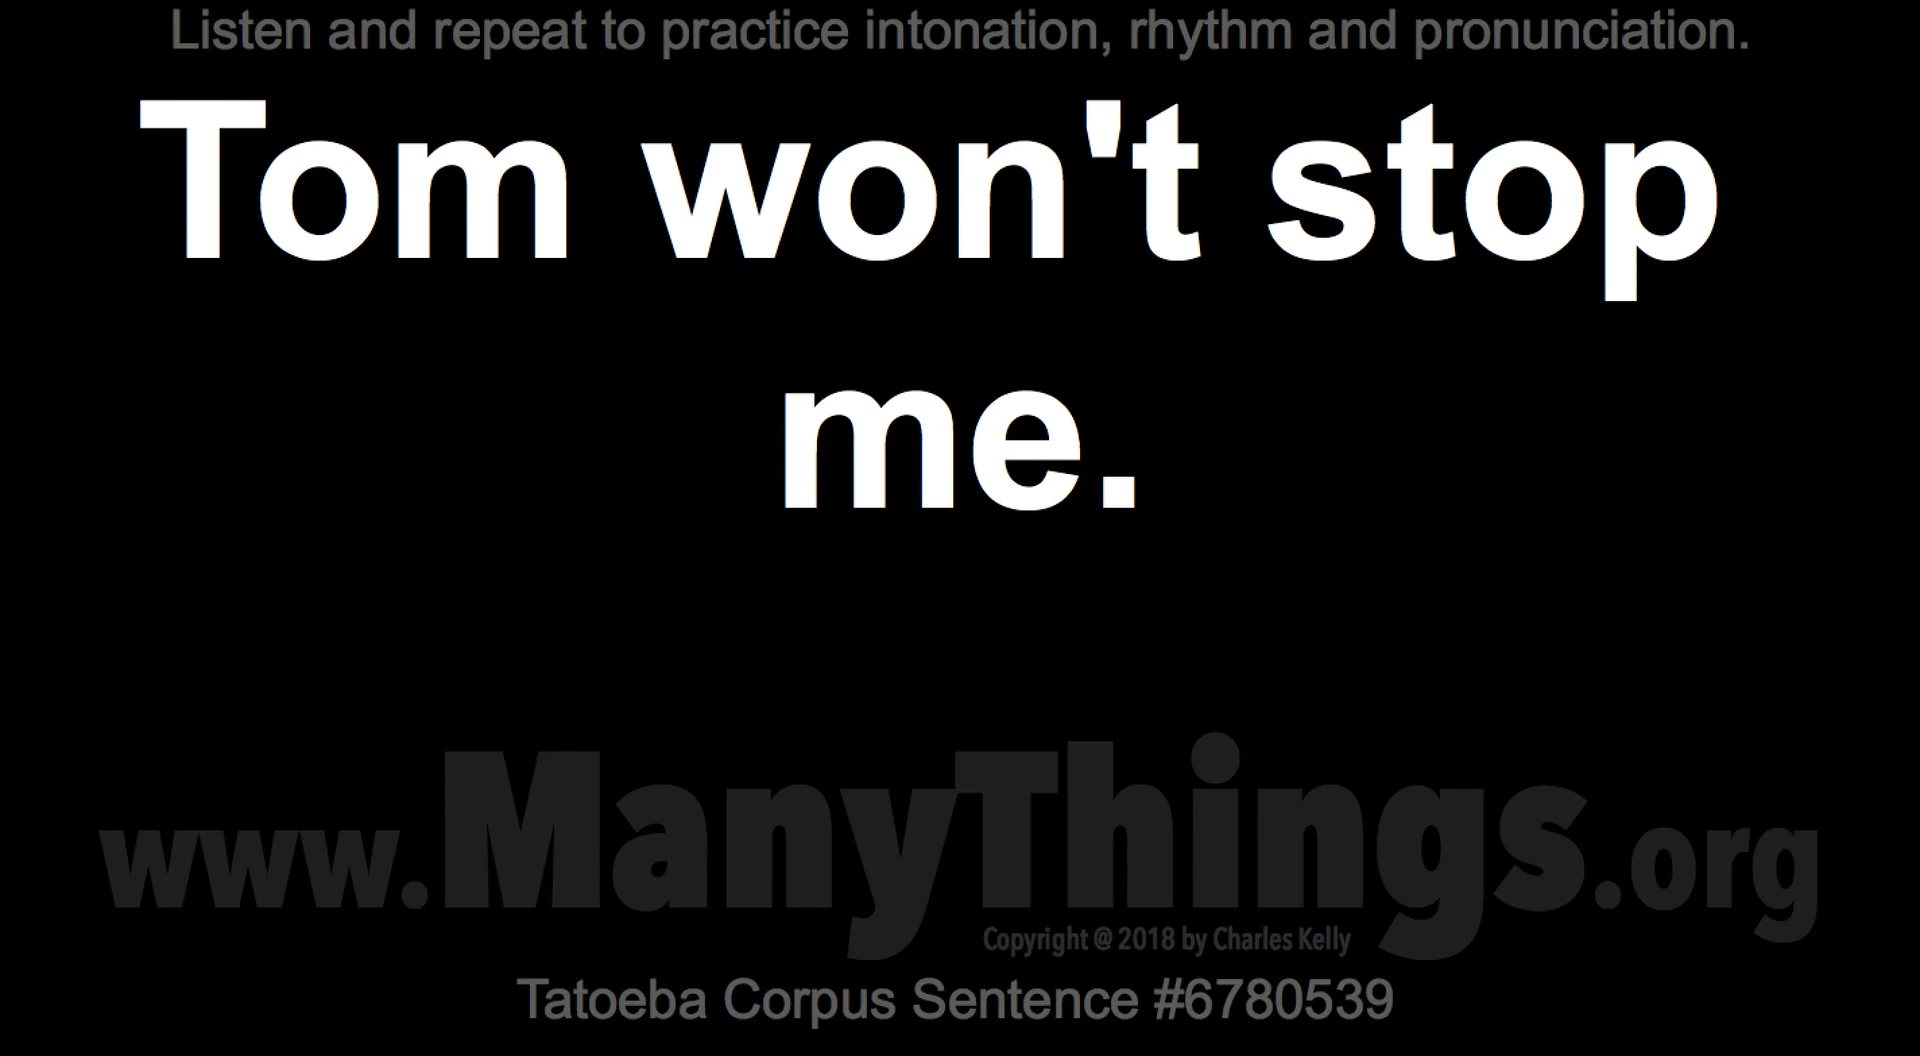 Listen and repeat to practice intonation, rhythm and pronunciation.
Tom won't stop
me.
www.ManyThings.org
Copyright @ 2018 by Charles Kelly
Tatoeba Corpus Sentence #6780539